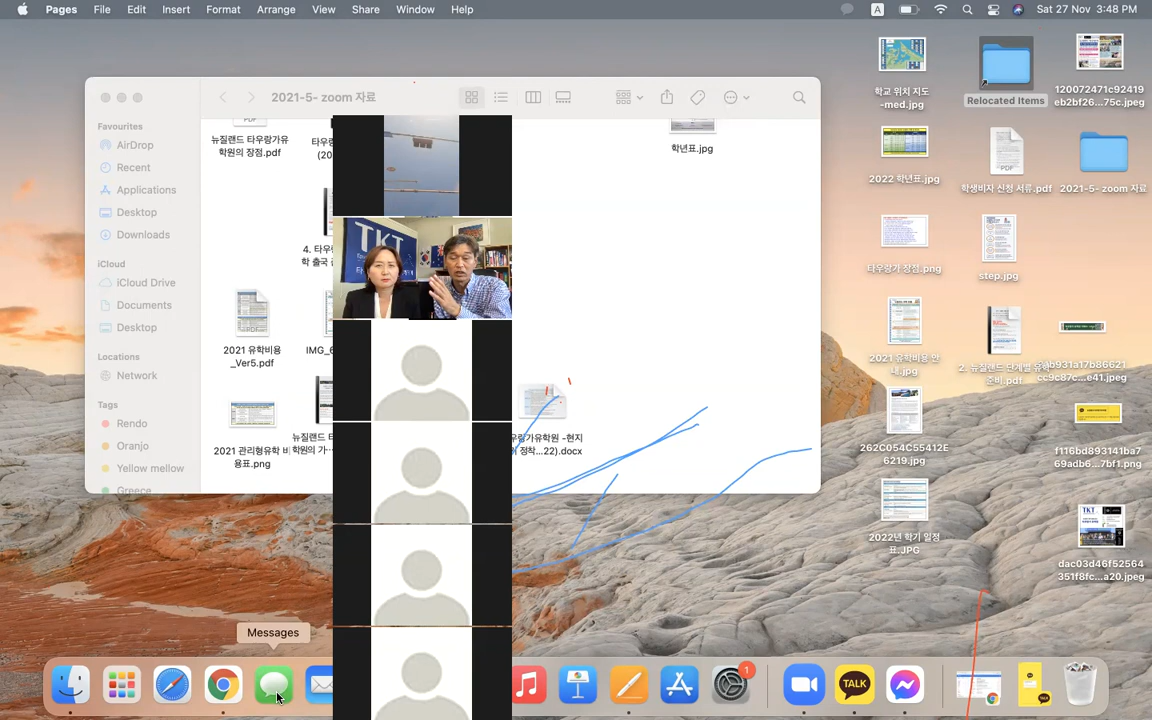 Pages File Edit Insert Format Arrange View Share Window Help
A
Sat 27 Nov 3:48 PM
2021-5- zoom 자료
Favourites
AirDrop
Recent
Applications
Desktop
Downloads
iCloud
iCloud Drive
Documents
Desktop
Locations
Network
Tags
Rendo
Oranjo
Yellow mellow
Greece
뉴질랜드 타우랑가유
학원의 장점.pdf
타우랑
(20
학년표.jpg
4. 타우
학 출국
2021 유학비용
_Ver5.pdf
IMG_6
2021 관리형유학 비
용표.png
뉴질랜드 타
학원의 가
우랑가유학원 -현지
정착...22).docx
TKT
학교 위치 지도
-med.jpg
Relocated Items
120072471c92419
eb2bf26...75c.jpeg
2022 학년표.jpg
PDF
학생비자 신청 서류.pdf
2021-5- zoom 자료
타우랑가 장점.png
step.jpg
2021 유학비용 안
내.jpg
2. 뉴질랜드 단계별 유학
준비.pdf
cc9c87c...e41.jpeg
262C054C55412E
6219.jpg
f116bd893141ba7
69adb6...7bf1.png
2022년 학기 일정
표.JPG
dac03d46f52564
351f8fc...a20.jpeg
Messages
TALK
1